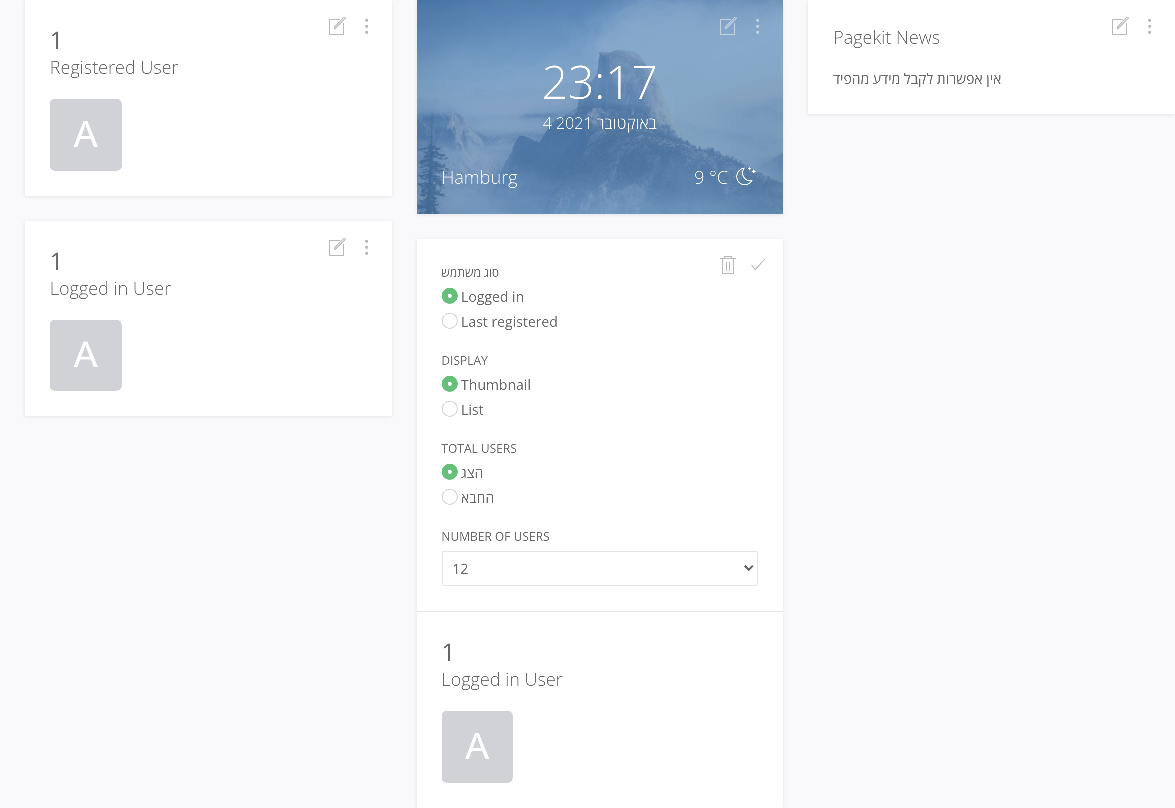 1
Registered User
A
1
Logged in User
A
23:17
4 באוקטובר 2021
Hamburg
9 °C
סוג משתמש
Logged in
Last registered
DISPLAY
Thumbnail
List
TOTAL USERS
הצג
החבא
NUMBER OF USERS
12
1
Logged in User
A
Pagekit News
אין אפשרות לקבל מידע מהפיד